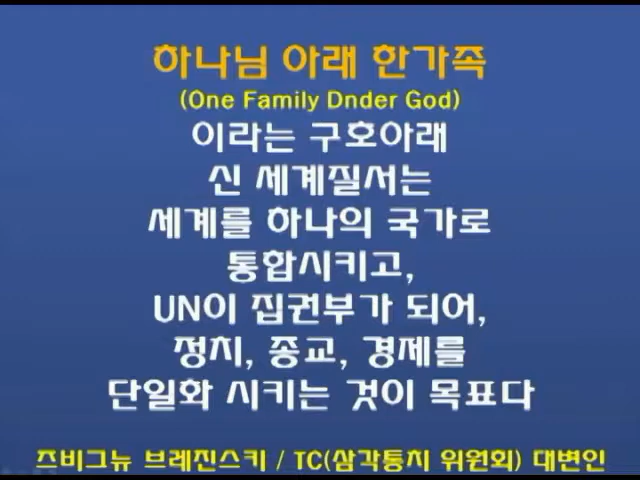 하나님 아래 한가족
(One Family Dnder God)
이라는 구호아래
신 세계질서는
세계를 하나의 국가로
통합시키고,
UN이 집권부가 되어,
정치, 종교, 경제를
단일화 시키는 것이 목표다
즈비그뉴 브레진스키 / TC(삼각통치 위원회) 대변인